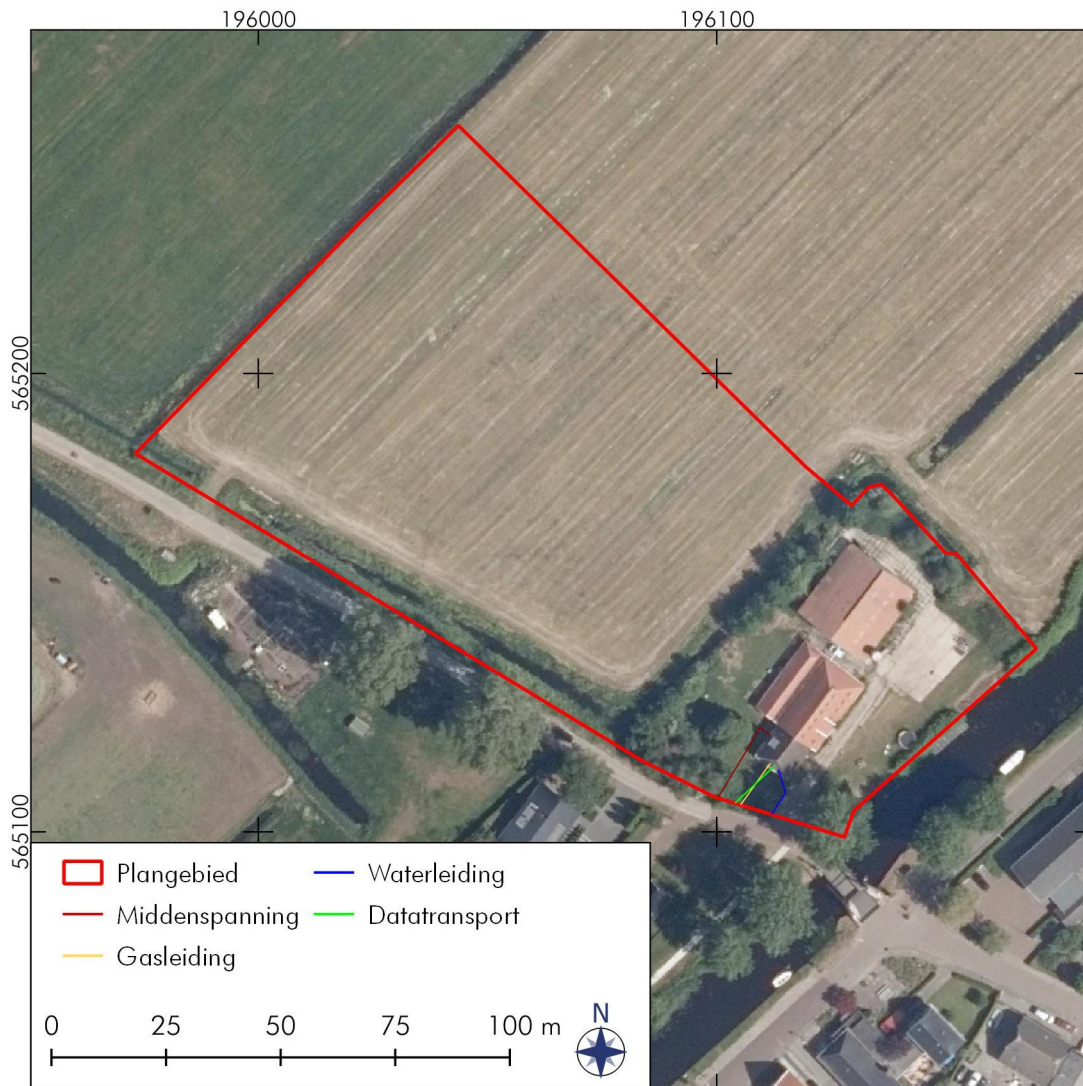 196000 196100
565200
565100
Plangebied
Waterleiding
Middenspanning
Datatransport
Gasleiding
0 25 50 75 100 m
N